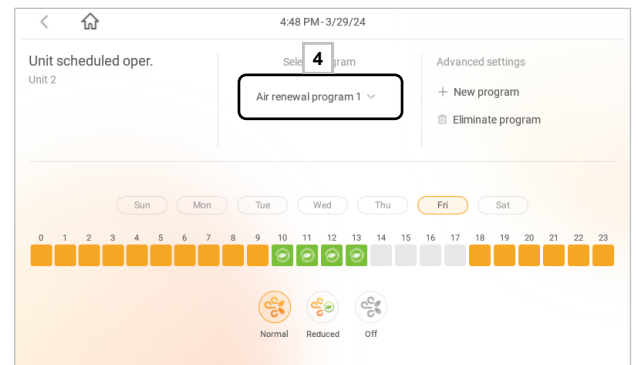 4:48 PM-3/29/24
Unit scheduled oper.
Unit 2
Sele 4 gram
Air renewal program 1
Advanced settings
+ New program
Eliminate program
Sun Mon Tue Wed Thu Fri Sat
0 1 2 3 4 5 6 7 8 9 10 11 12 13 14 15 16 17 18 19 20 21 22 23
Normal Reduced Off